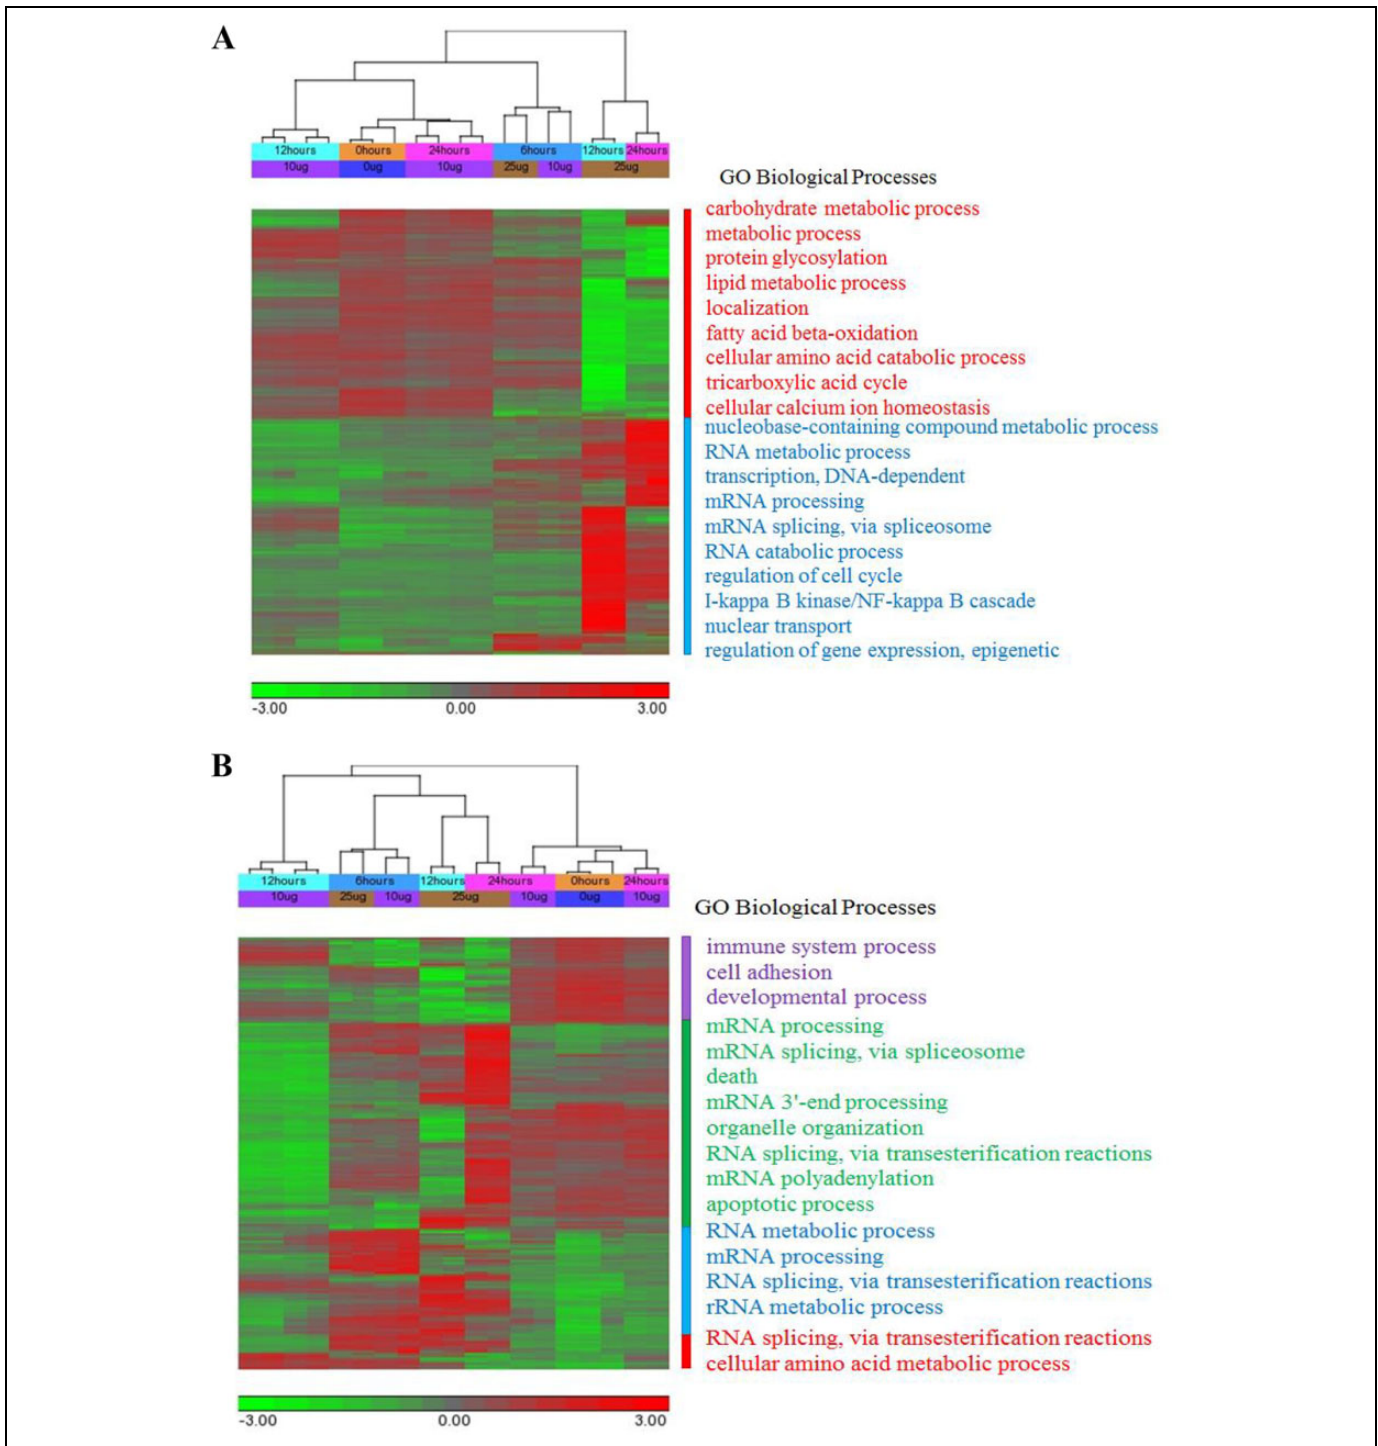 A
12hours 0hours 24hours 6hours 12hours 24hours
10ug 0ug 10ug 25ug 10ug 25ug
GO Biological Processes
carbohydrate metabolic process
metabolic process
protein glycosylation
lipid metabolic process
localization
fatty acid beta-oxidation
cellular amino acid catabolic process
tricarboxylic acid cycle
cellular calcium ion homeostasis
nucleobase-containing compound metabolic process
RNA metabolic process
transcription, DNA-dependent
mRNA processing
mRNA splicing, via spliceosome
RNA catabolic process
regulation of cell cycle
I-kappa B kinase/NF-kappa B cascade
nuclear transport
regulation of gene expression, epigenetic
-3.00 0.00 3.00
B
12hours 6hours 12hours 24hours 0hours 24hours
10ug 25ug 10ug 25ug 10ug 0ug 10ug
GO Biological Processes
immune system process
cell adhesion
developmental process
mRNA processing
mRNA splicing, via spliceosome
death
mRNA 3'-end processing
organelle organization
RNA splicing, via transesterification reactions
mRNA polyadenylation
apoptotic process
RNA metabolic process
mRNA processing
RNA splicing, via transesterification reactions
rRNA metabolic process
RNA splicing, via transesterification reactions
cellular amino acid metabolic process
-3.00 0.00 3.00